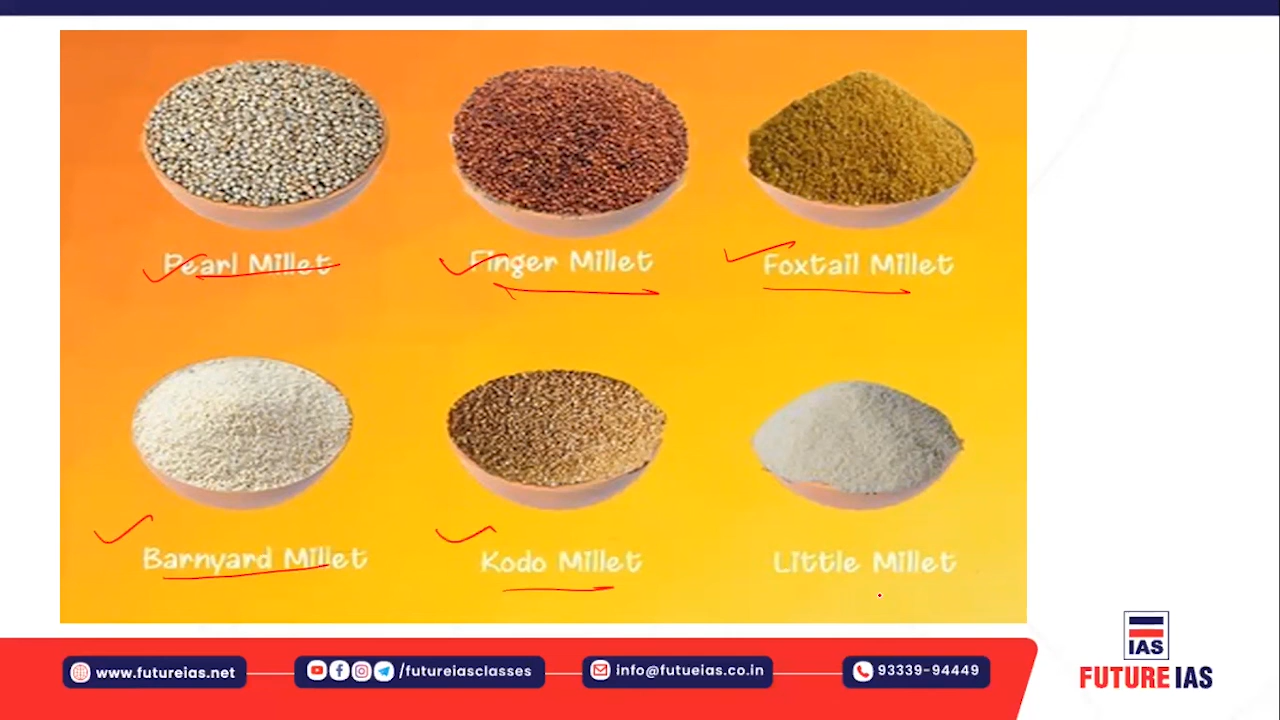 Pearl Millet
Finger Millet
Foxtail Millet
Barnyard Millet
Kodo Millet
Little Millet
www.futureias.net
/futureiasclasses
info@futueias.co.in
93339-94449
IAS
FUTURE IAS